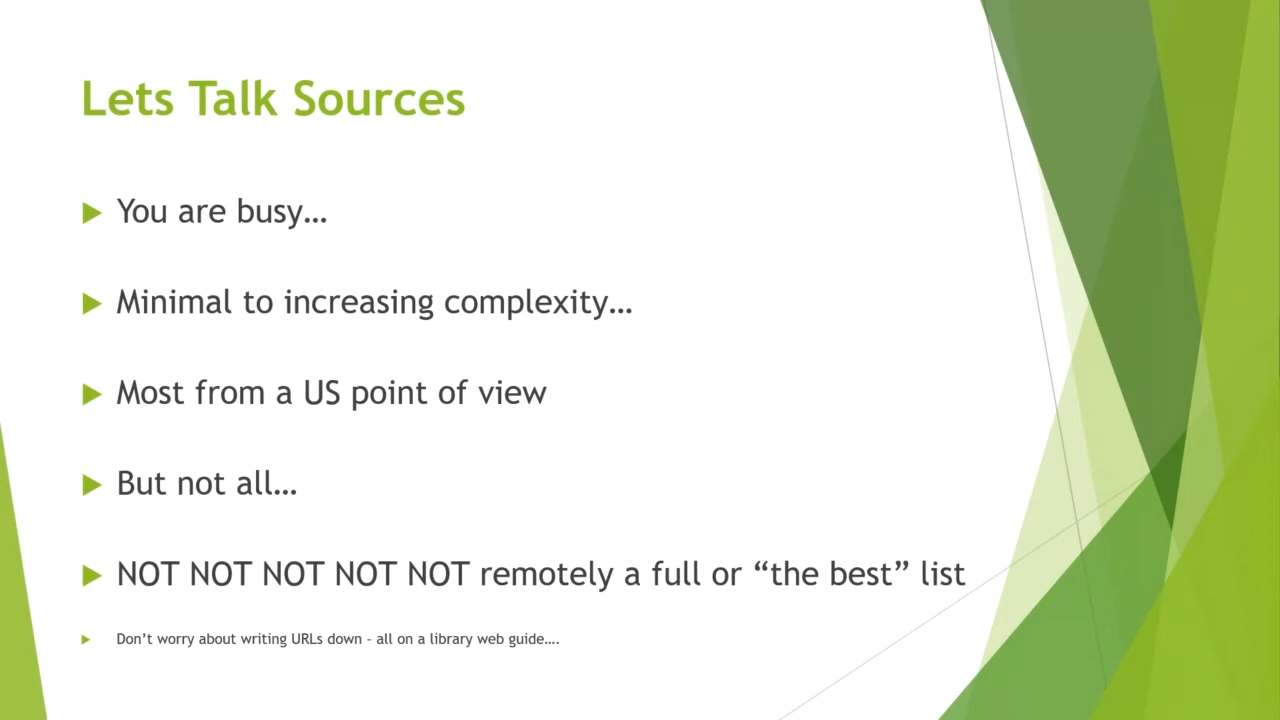 Lets Talk Sources
You are busy…
Minimal to increasing complexity…
Most from a US point of view
But not all…
NOT NOT NOT NOT NOT remotely a full or “the best” list
Don’t worry about writing URLs down – all on a library web guide….